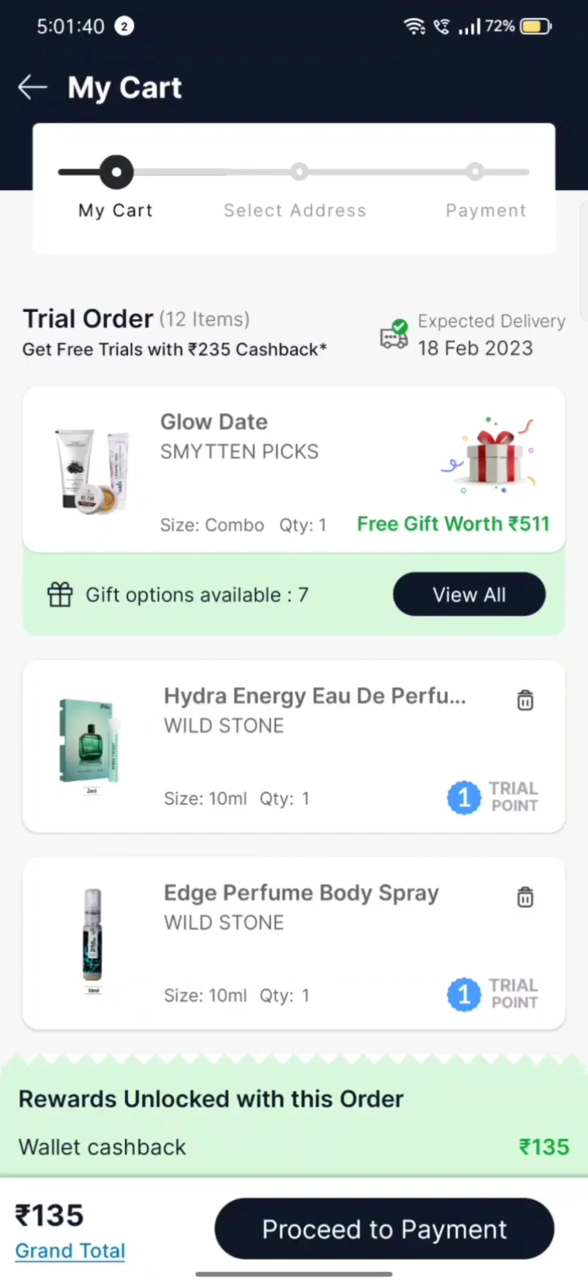 5:01:40 2 72%
My Cart
My Cart Select Address Payment
Trial Order (12 Items)
Get Free Trials with ₹235 Cashback*
Expected Delivery
18 Feb 2023
Glow Date
SMYTTEN PICKS
Size: Combo Qty: 1 Free Gift Worth ₹511
Gift options available : 7 View All
Hydra Energy Eau De Perfu...
WILD STONE
2ml
Size: 10ml Qty: 1 1 TRIAL POINT
Edge Perfume Body Spray
WILD STONE
Size: 10ml Qty: 1 1 TRIAL POINT
Rewards Unlocked with this Order
Wallet cashback ₹135
₹135
Grand Total
Proceed to Payment